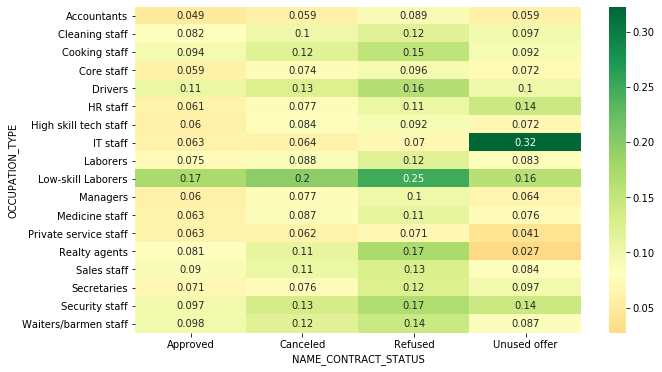 OCCUPATION_TYPE
Accountants 0.049 0.059 0.089 0.059
Cleaning staff 0.082 0.1 0.12 0.097
Cooking staff 0.094 0.12 0.15 0.092
Core staff 0.059 0.074 0.096 0.072
Drivers 0.11 0.13 0.16 0.1
HR staff 0.061 0.077 0.11 0.14
High skill tech staff 0.06 0.084 0.092 0.072
IT staff 0.063 0.064 0.07 0.32
Laborers 0.075 0.088 0.12 0.083
Low-skill Laborers 0.17 0.2 0.25 0.16
Managers 0.06 0.077 0.1 0.064
Medicine staff 0.063 0.087 0.11 0.076
Private service staff 0.063 0.062 0.071 0.041
Realty agents 0.081 0.11 0.17 0.027
Sales staff 0.09 0.11 0.13 0.084
Secretaries 0.071 0.076 0.12 0.097
Security staff 0.097 0.13 0.17 0.14
Waiters/barmen staff 0.098 0.12 0.14 0.087
Approved Canceled Refused Unused offer
NAME_CONTRACT_STATUS
0.30
0.25
0.20
0.15
0.10
0.05